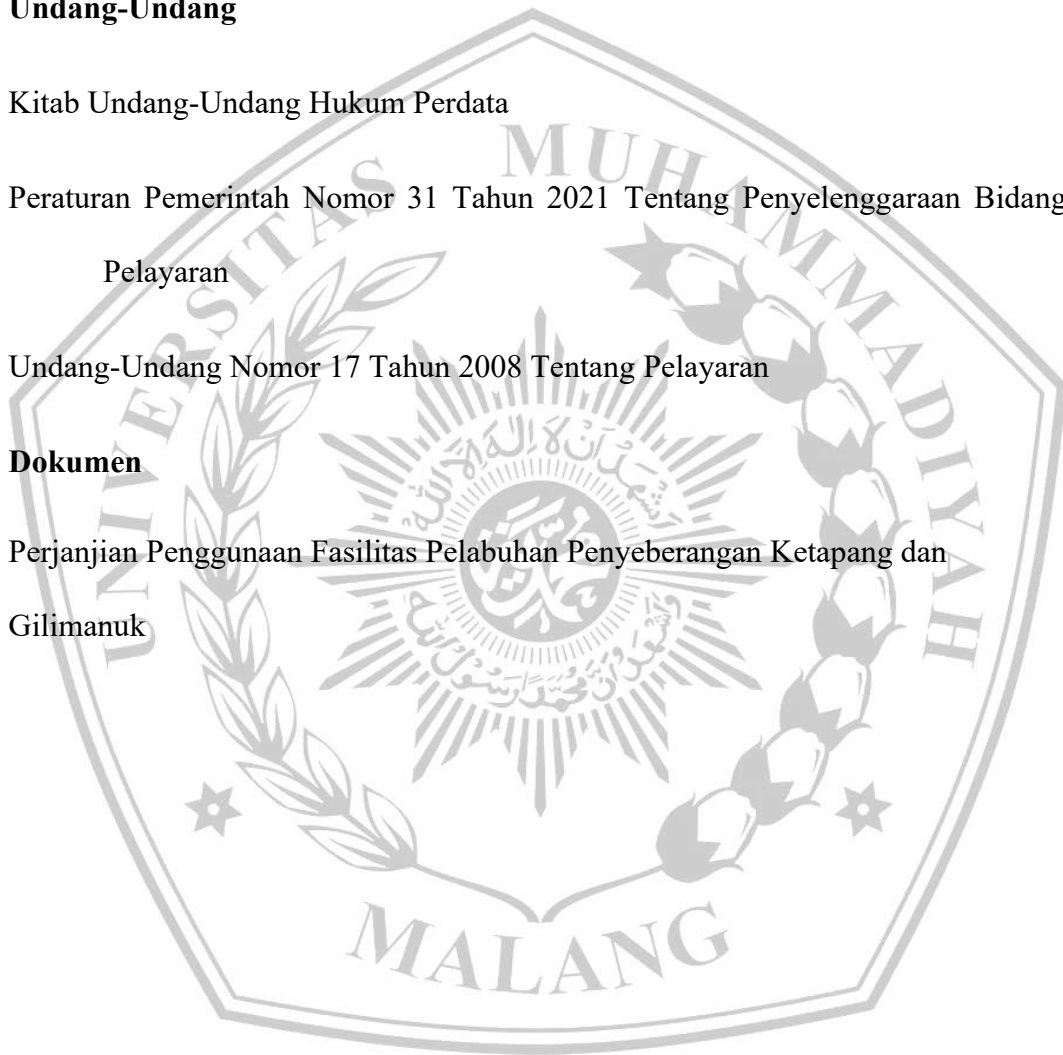 Undang-Undang
Kitab Undang-Undang Hukum Perdata
Peraturan Pemerintah Nomor 31 Tahun 2021 Tentang Penyelenggaraan Bidang
Pelayaran
Undang-Undang Nomor 17 Tahun 2008 Tentang Pelayaran
Dokumen
Perjanjian Penggunaan Fasilitas Pelabuhan Penyeberangan Ketapang dan
Gilimanuk
UNIVERSITAS MUHAMMADIYAH
MALANG